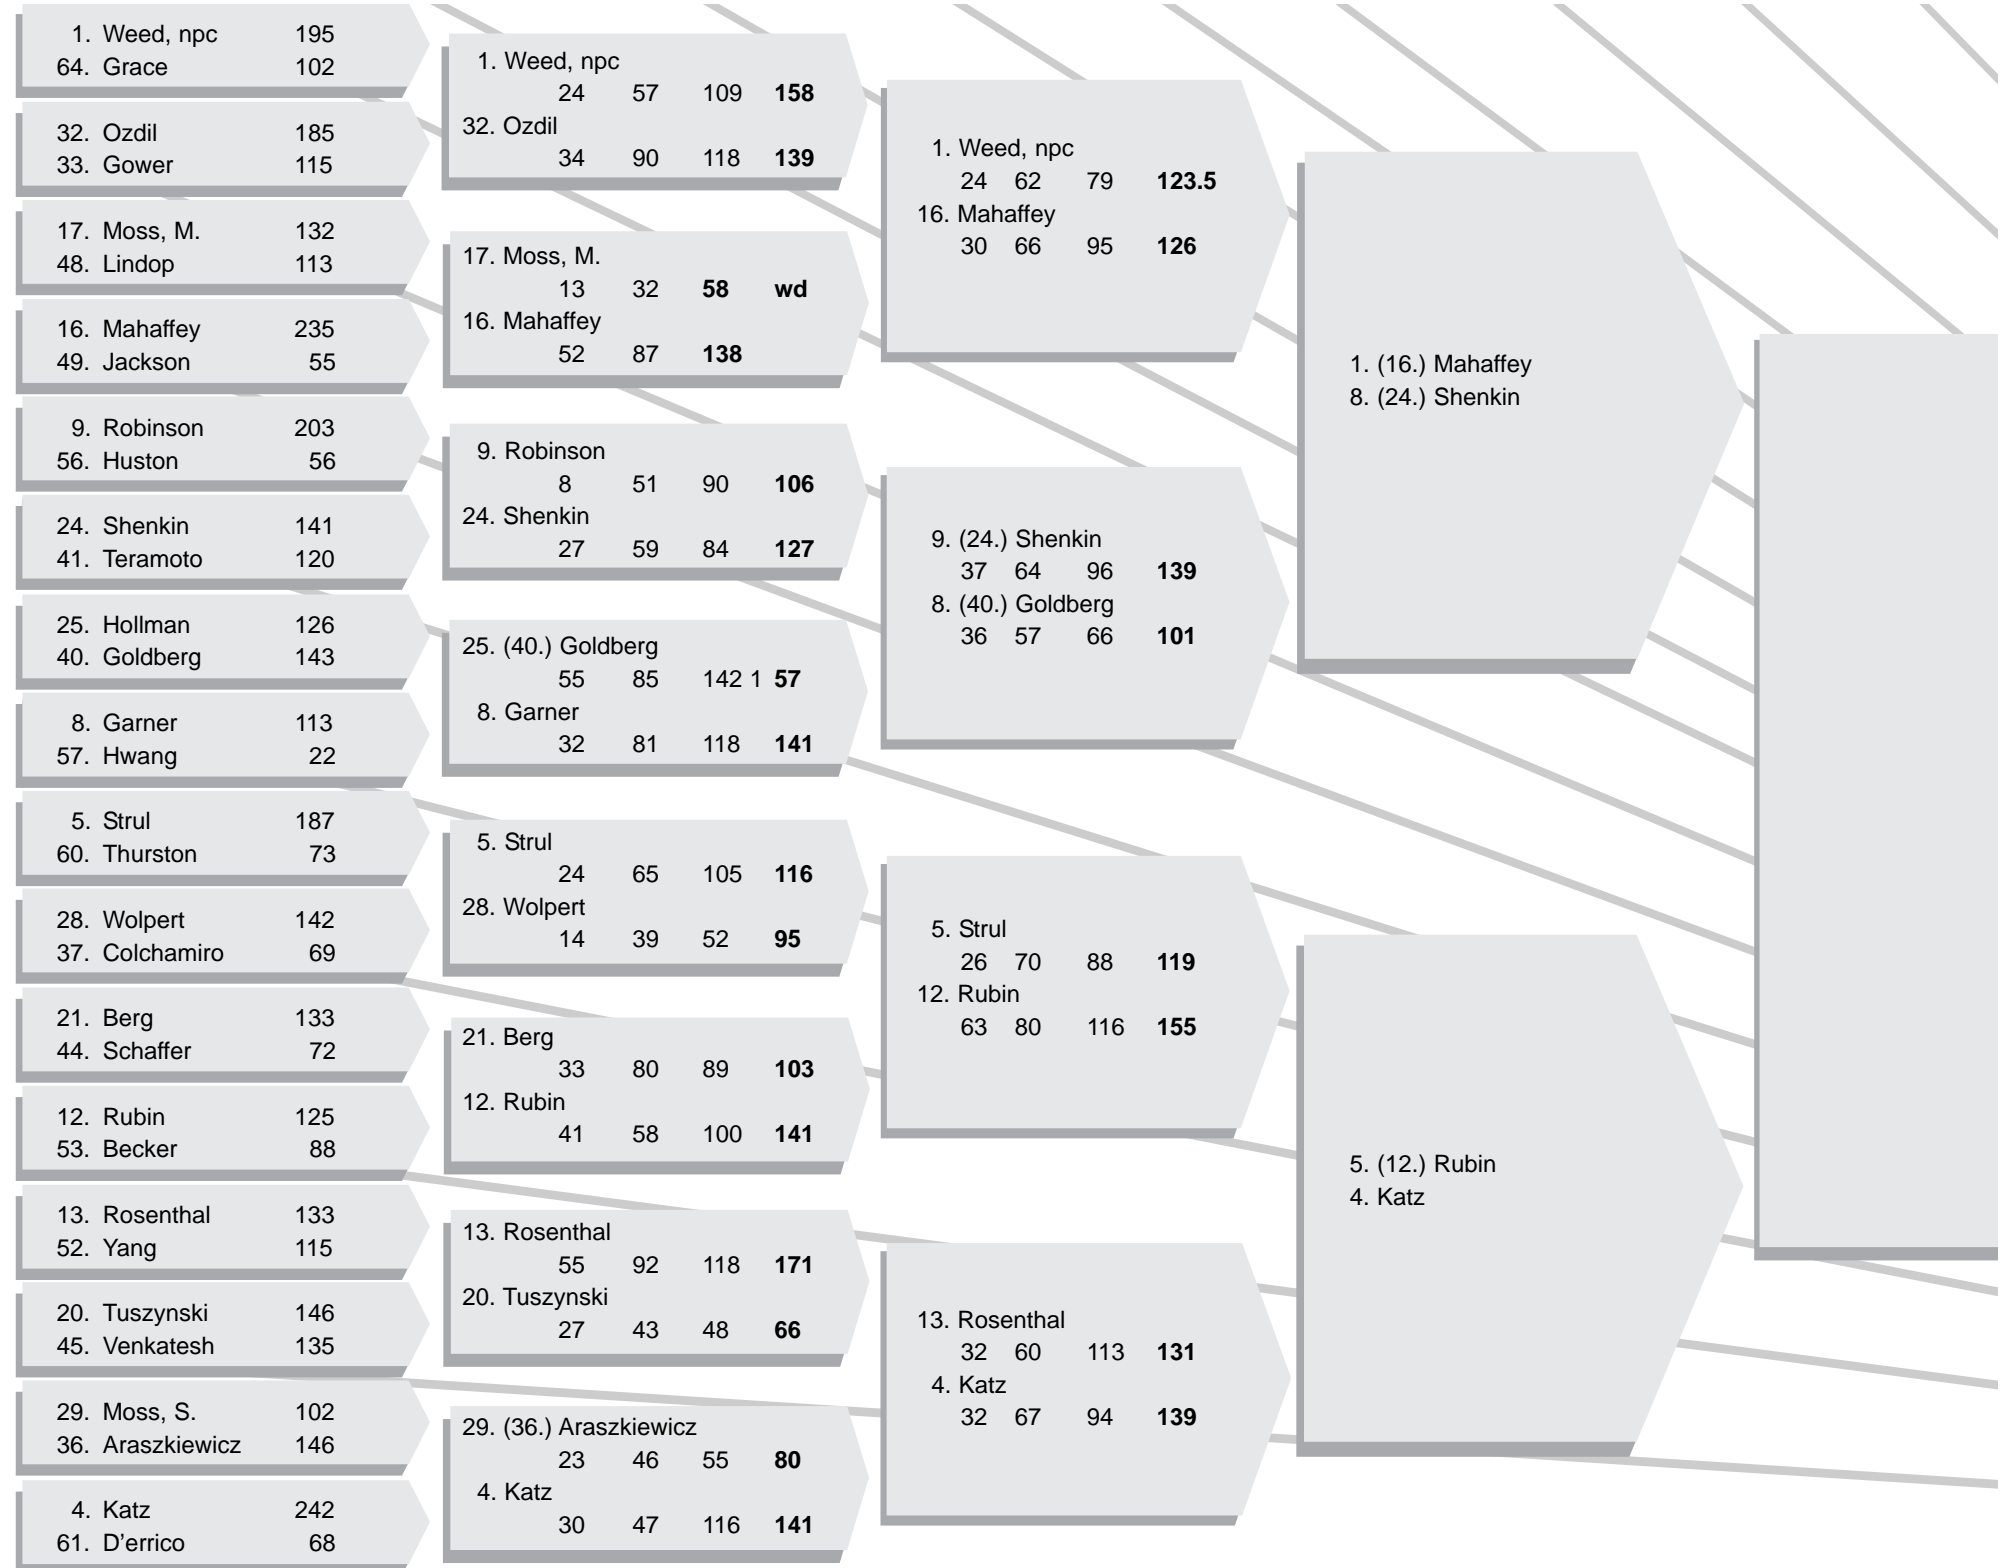 1. Weed, npc 195
64. Grace 102
32. Ozdil 185
33. Gower 115
17. Moss, M. 132
48. Lindop 113
16. Mahaffey 235
49. Jackson 55
9. Robinson 203
56. Huston 56
24. Shenkin 141
41. Teramoto 120
25. Hollman 126
40. Goldberg 143
8. Garner 113
57. Hwang 22
5. Strul 187
60. Thurston 73
28. Wolpert 142
37. Colchamiro 69
21. Berg 133
44. Schaffer 72
12. Rubin 125
53. Becker 88
13. Rosenthal 133
52. Yang 115
20. Tuszynski 146
45. Venkatesh 135
29. Moss, S. 102
36. Araszkiewicz 146
4. Katz 242
61. D'errico 68
1. Weed, npc
24 57 109 158
32. Ozdil
34 90 118 139
17. Moss, M.
13 32 58 wd
16. Mahaffey
52 87 138
9. Robinson
8 51 90 106
24. Shenkin
27 59 84 127
25. (40.) Goldberg
55 85 142 1 57
8. Garner
32 81 118 141
5. Strul
24 65 105 116
28. Wolpert
14 39 52 95
21. Berg
33 80 89 103
12. Rubin
41 58 100 141
13. Rosenthal
55 92 118 171
20. Tuszynski
27 43 48 66
29. (36.) Araszkiewicz
23 46 55 80
4. Katz
30 47 116 141
1. Weed, npc
24 62 79 123.5
16. Mahaffey
30 66 95 126
9. (24.) Shenkin
37 64 96 139
8. (40.) Goldberg
36 57 66 101
5. Strul
26 70 88 119
12. Rubin
63 80 116 155
13. Rosenthal
32 60 113 131
4. Katz
32 67 94 139
1. (16.) Mahaffey
8. (24.) Shenkin
5. (12.) Rubin
4. Katz